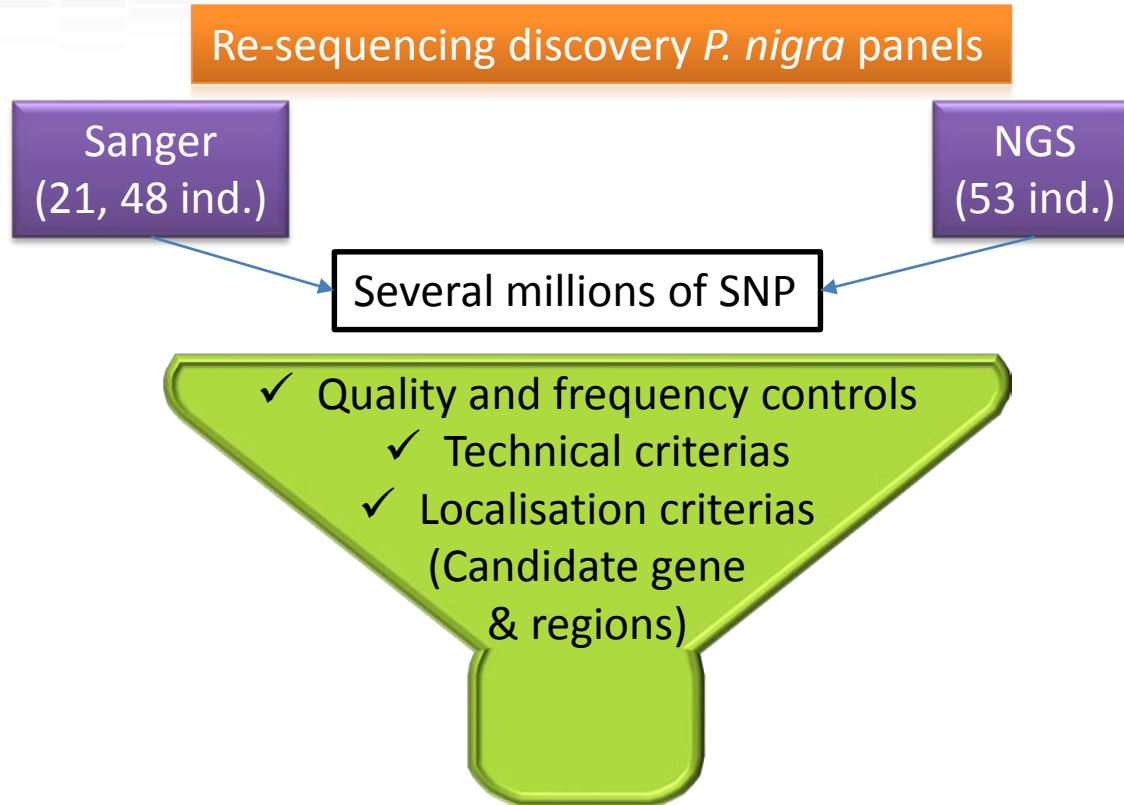 Re-sequencing discovery P. nigra panels
Sanger
(21, 48 ind.)
NGS
(53 ind.)
Several millions of SNP
✓ Quality and frequency controls
✓ Technical criterias
✓ Localisation criterias
(Candidate gene
& regions)